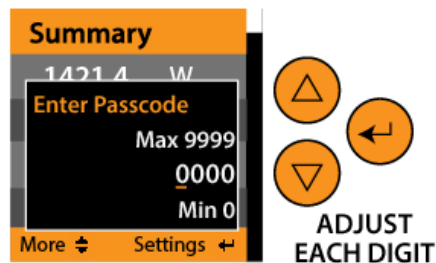 Summary
1421.4 W
Enter Passcode
Max 9999
0000
Min 0
More Settings
ADJUST
EACH DIGIT